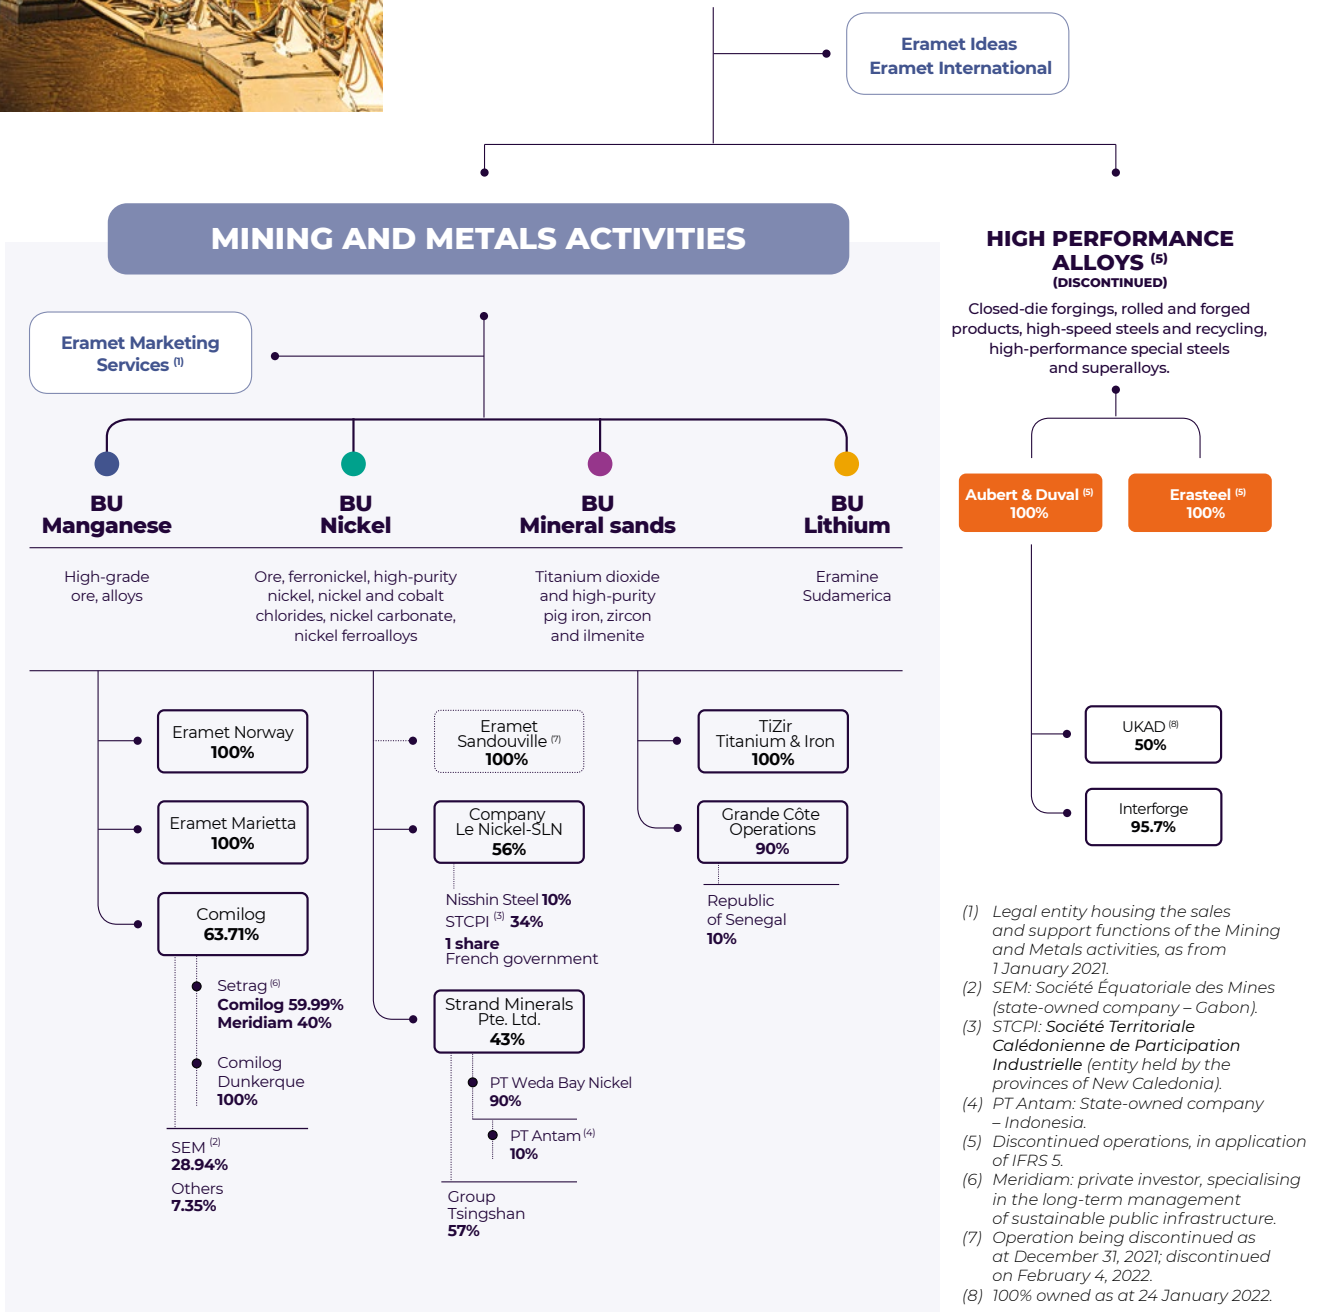 Eramet Ideas
Eramet International
MINING AND METALS ACTIVITIES
Eramet Marketing
Services (1)
BU
Manganese
BU
Nickel
BU
Mineral sands
BU
Lithium
High-grade
ore, alloys
Ore, ferronickel, high-purity
nickel, nickel and cobalt
chlorides, nickel carbonate,
nickel ferroalloys
Titanium dioxide
and high-purity
pig iron, zircon
and ilmenite
Eramine
Sudamerica
Eramet Norway
100%
Eramet Marietta
100%
Comilog
63.71%
Setrag (6)
Comilog 59.99%
Meridiam 40%
Comilog
Dunkerque
100%
SEM (2)
28.94%
Others
7.35%
Eramet
Sandouville (7)
100%
Company
Le Nickel-SLN
56%
Nisshin Steel 10%
STCPI (3) 34%
1 share
French government
Strand Minerals
Pte. Ltd.
43%
PT Weda Bay Nickel
90%
PT Antam (4)
10%
Group
Tsingshan
57%
TiZir
Titanium & Iron
100%
Grande Côte
Operations
90%
Republic
of Senegal
10%
HIGH PERFORMANCE
ALLOYS (5)
(DISCONTINUED)
Closed-die forgings, rolled and forged
products, high-speed steels and recycling,
high-performance special steels
and superalloys.
Aubert & Duval (5)
100%
Erasteel (5)
100%
UKAD (8)
50%
Interforge
95.7%
(1) Legal entity housing the sales
and support functions of the Mining
and Metals activities, as from
1 January 2021.
(2) SEM: Société Équatoriale des Mines
(state-owned company – Gabon).
(3) STCPI: Société Territoriale
Calédonienne de Participation
Industrielle (entity held by the
provinces of New Caledonia).
(4) PT Antam: State-owned company
– Indonesia.
(5) Discontinued operations, in application
of IFRS 5.
(6) Meridiam: private investor, specialising
in the long-term management
of sustainable public infrastructure.
(7) Operation being discontinued as
at December 31, 2021; discontinued
on February 4, 2022.
(8) 100% owned as at 24 January 2022.